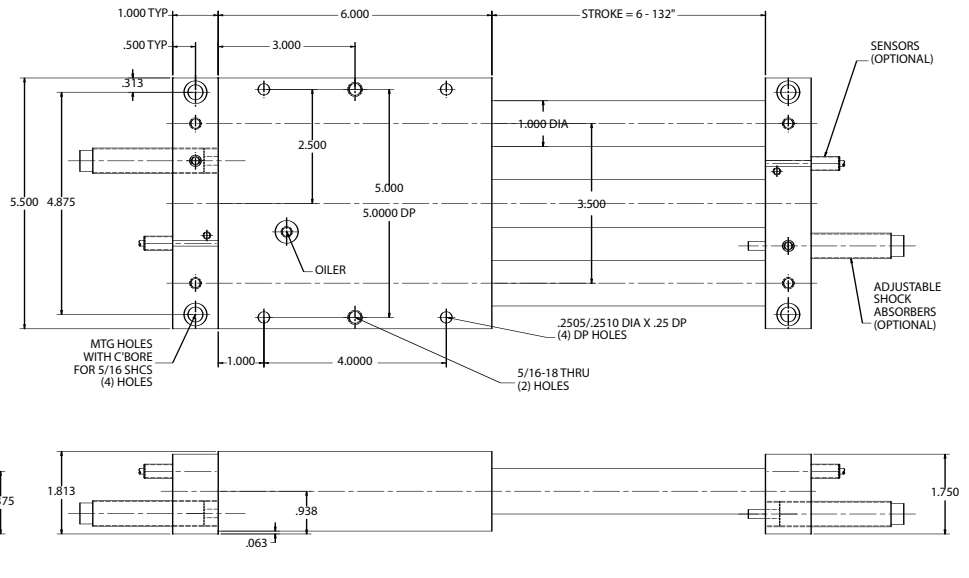 1.000 TYP
6.000
STROKE = 6 - 132"
.500 TYP
3.000
SENSORS
(OPTIONAL)
.313
1.000 DIA
2.500
5.000
5.500
4.875
5.0000 DP
3.500
OILER
ADJUSTABLE
SHOCK
ABSORBERS
(OPTIONAL)
.2505/.2510 DIA X .25 DP
(4) DP HOLES
MTG HOLES
WITH C'BORE
FOR 5/16 SHCS
(4) HOLES
1.000
4.0000
5/16-18 THRU
(2) HOLES
1.813
.938
.063
1.750